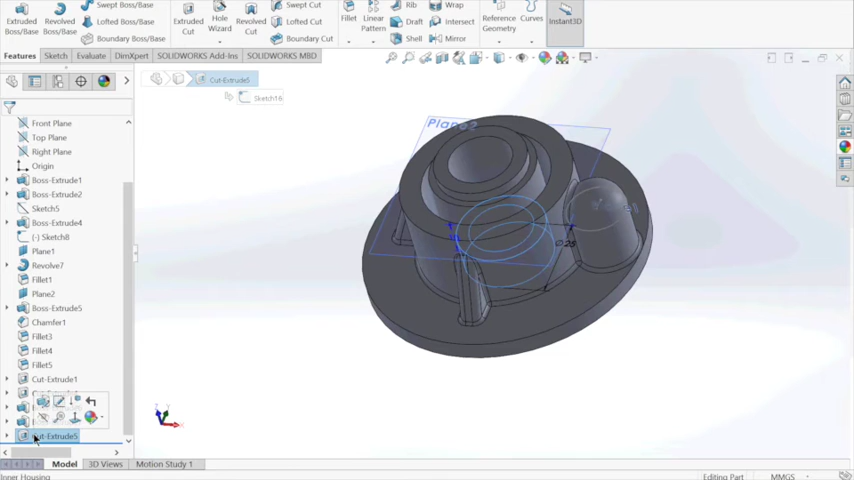 Swept Boss/Base
Swept Cut
Rib
Wrap
Extruded Boss/Base
Revolved Boss/Base
Lofted Boss/Base
Boundary Boss/Base
Extruded Cut
Hole Wizard
Revolved Cut
Lofted Cut
Boundary Cut
Fillet
Linear Pattern
Draft
Intersect
Shell
Mirror
Reference Geometry
Curves
Instant3D
Features
Sketch
Evaluate
DimXpert
SOLIDWORKS Add-Ins
SOLIDWORKS MBD
Cut-Extrude5
Sketch16
Front Plane
Top Plane
Right Plane
Origin
Boss-Extrude1
Boss-Extrude2
Sketch5
Boss-Extrude4
(-) Sketch8
Plane1
Revolve7
Fillet1
Plane2
Boss-Extrude5
Chamfer1
Fillet3
Fillet4
Fillet5
Cut-Extrude1
Cut-Extrude5
Plane2
Ø25
Model
3D Views
Motion Study 1
Inner Housing
Editing Part
MMGS